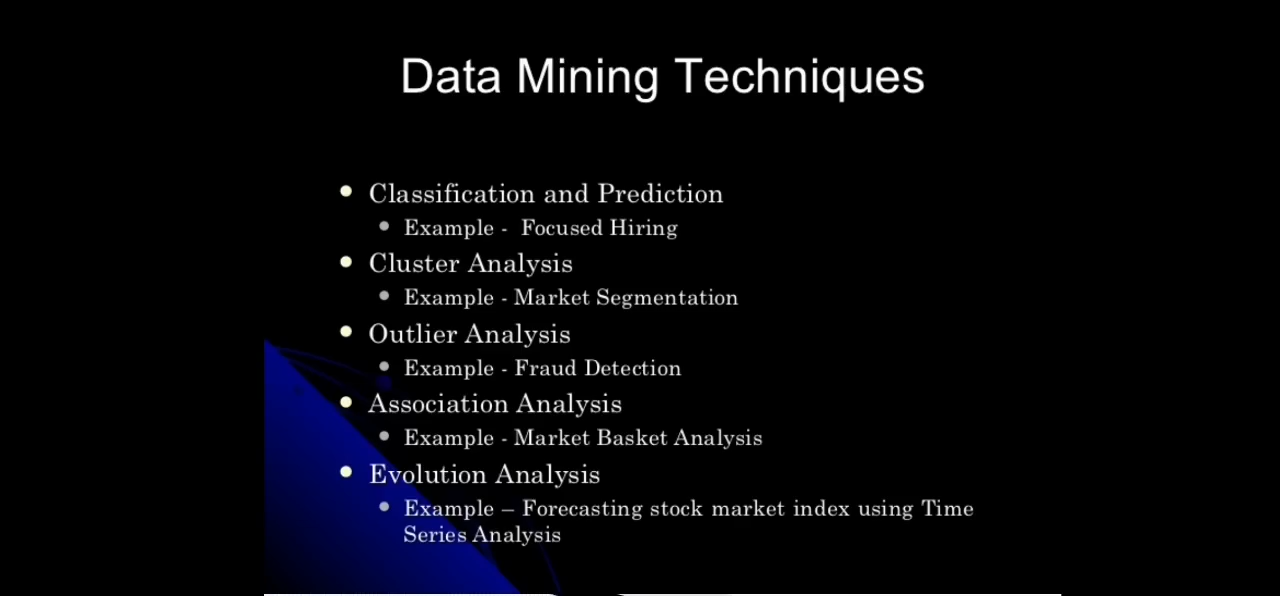 Data Mining Techniques
Classification and Prediction
Example - Focused Hiring
Cluster Analysis
Example - Market Segmentation
Outlier Analysis
Example - Fraud Detection
Association Analysis
Example - Market Basket Analysis
Evolution Analysis
Example – Forecasting stock market index using Time
Series Analysis